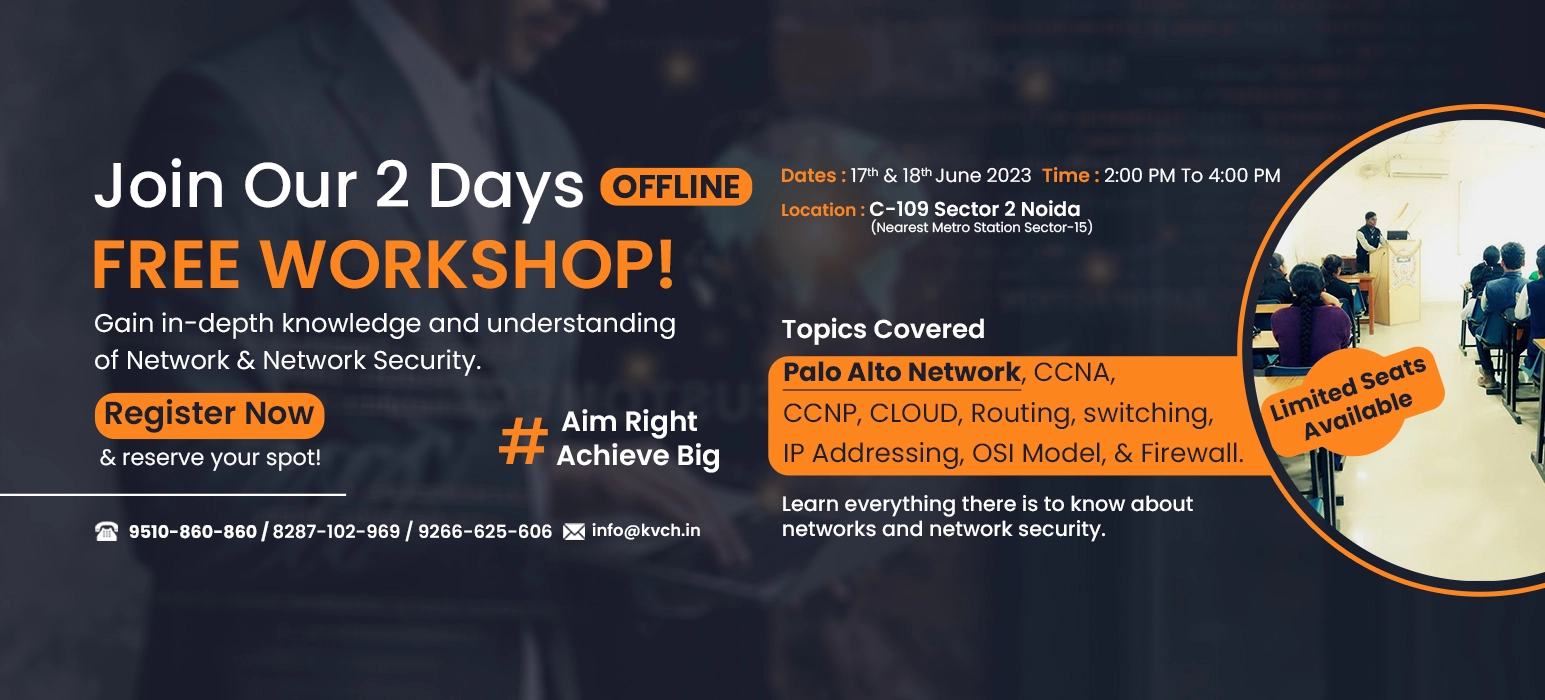 Join Our 2 Days OFFLINE
FREE WORKSHOP!
Gain in-depth knowledge and understanding
of Network & Network Security.
Register Now
& reserve your spot!
# Aim Right
Achieve Big
9510-860-860 / 8287-102-969 / 9266-625-606 info@kvch.in
Dates : 17th & 18th June 2023 Time : 2:00 PM To 4:00 PM
Location : C-109 Sector 2 Noida
(Nearest Metro Station Sector-15)
Topics Covered
Palo Alto Network, CCNA,
CCNP, CLOUD, Routing, switching,
IP Addressing, OSI Model, & Firewall.
Learn everything there is to know about
networks and network security.
Limited Seats
Available